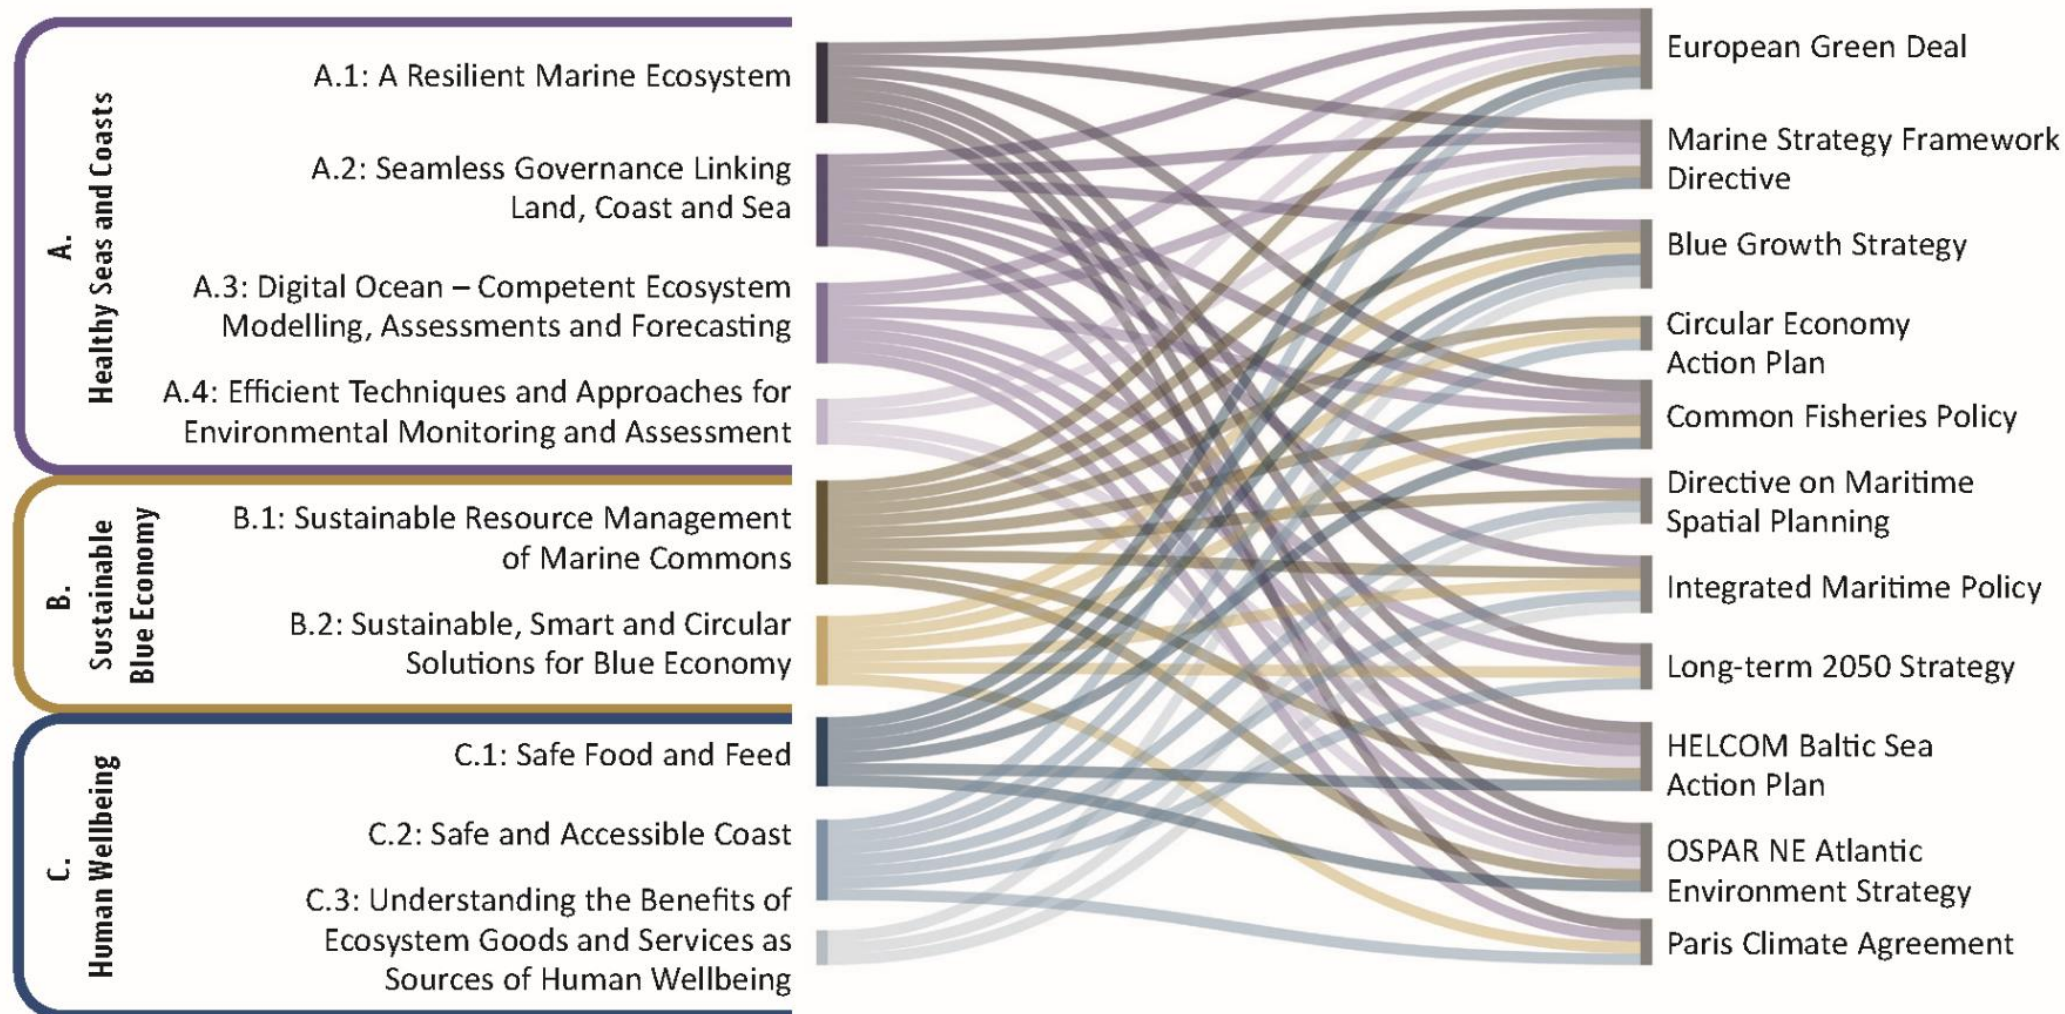 A.
Healthy Seas and Coasts
A.1: A Resilient Marine Ecosystem
A.2: Seamless Governance Linking
Land, Coast and Sea
A.3: Digital Ocean – Competent Ecosystem
Modelling, Assessments and Forecasting
A.4: Efficient Techniques and Approaches for
Environmental Monitoring and Assessment
B.
Sustainable
Blue Economy
B.1: Sustainable Resource Management
of Marine Commons
B.2: Sustainable, Smart and Circular
Solutions for Blue Economy
C.
Human Wellbeing
C.1: Safe Food and Feed
C.2: Safe and Accessible Coast
C.3: Understanding the Benefits of
Ecosystem Goods and Services as
Sources of Human Wellbeing
European Green Deal
Marine Strategy Framework
Directive
Blue Growth Strategy
Circular Economy
Action Plan
Common Fisheries Policy
Directive on Maritime
Spatial Planning
Integrated Maritime Policy
Long-term 2050 Strategy
HELCOM Baltic Sea
Action Plan
OSPAR NE Atlantic
Environment Strategy
Paris Climate Agreement